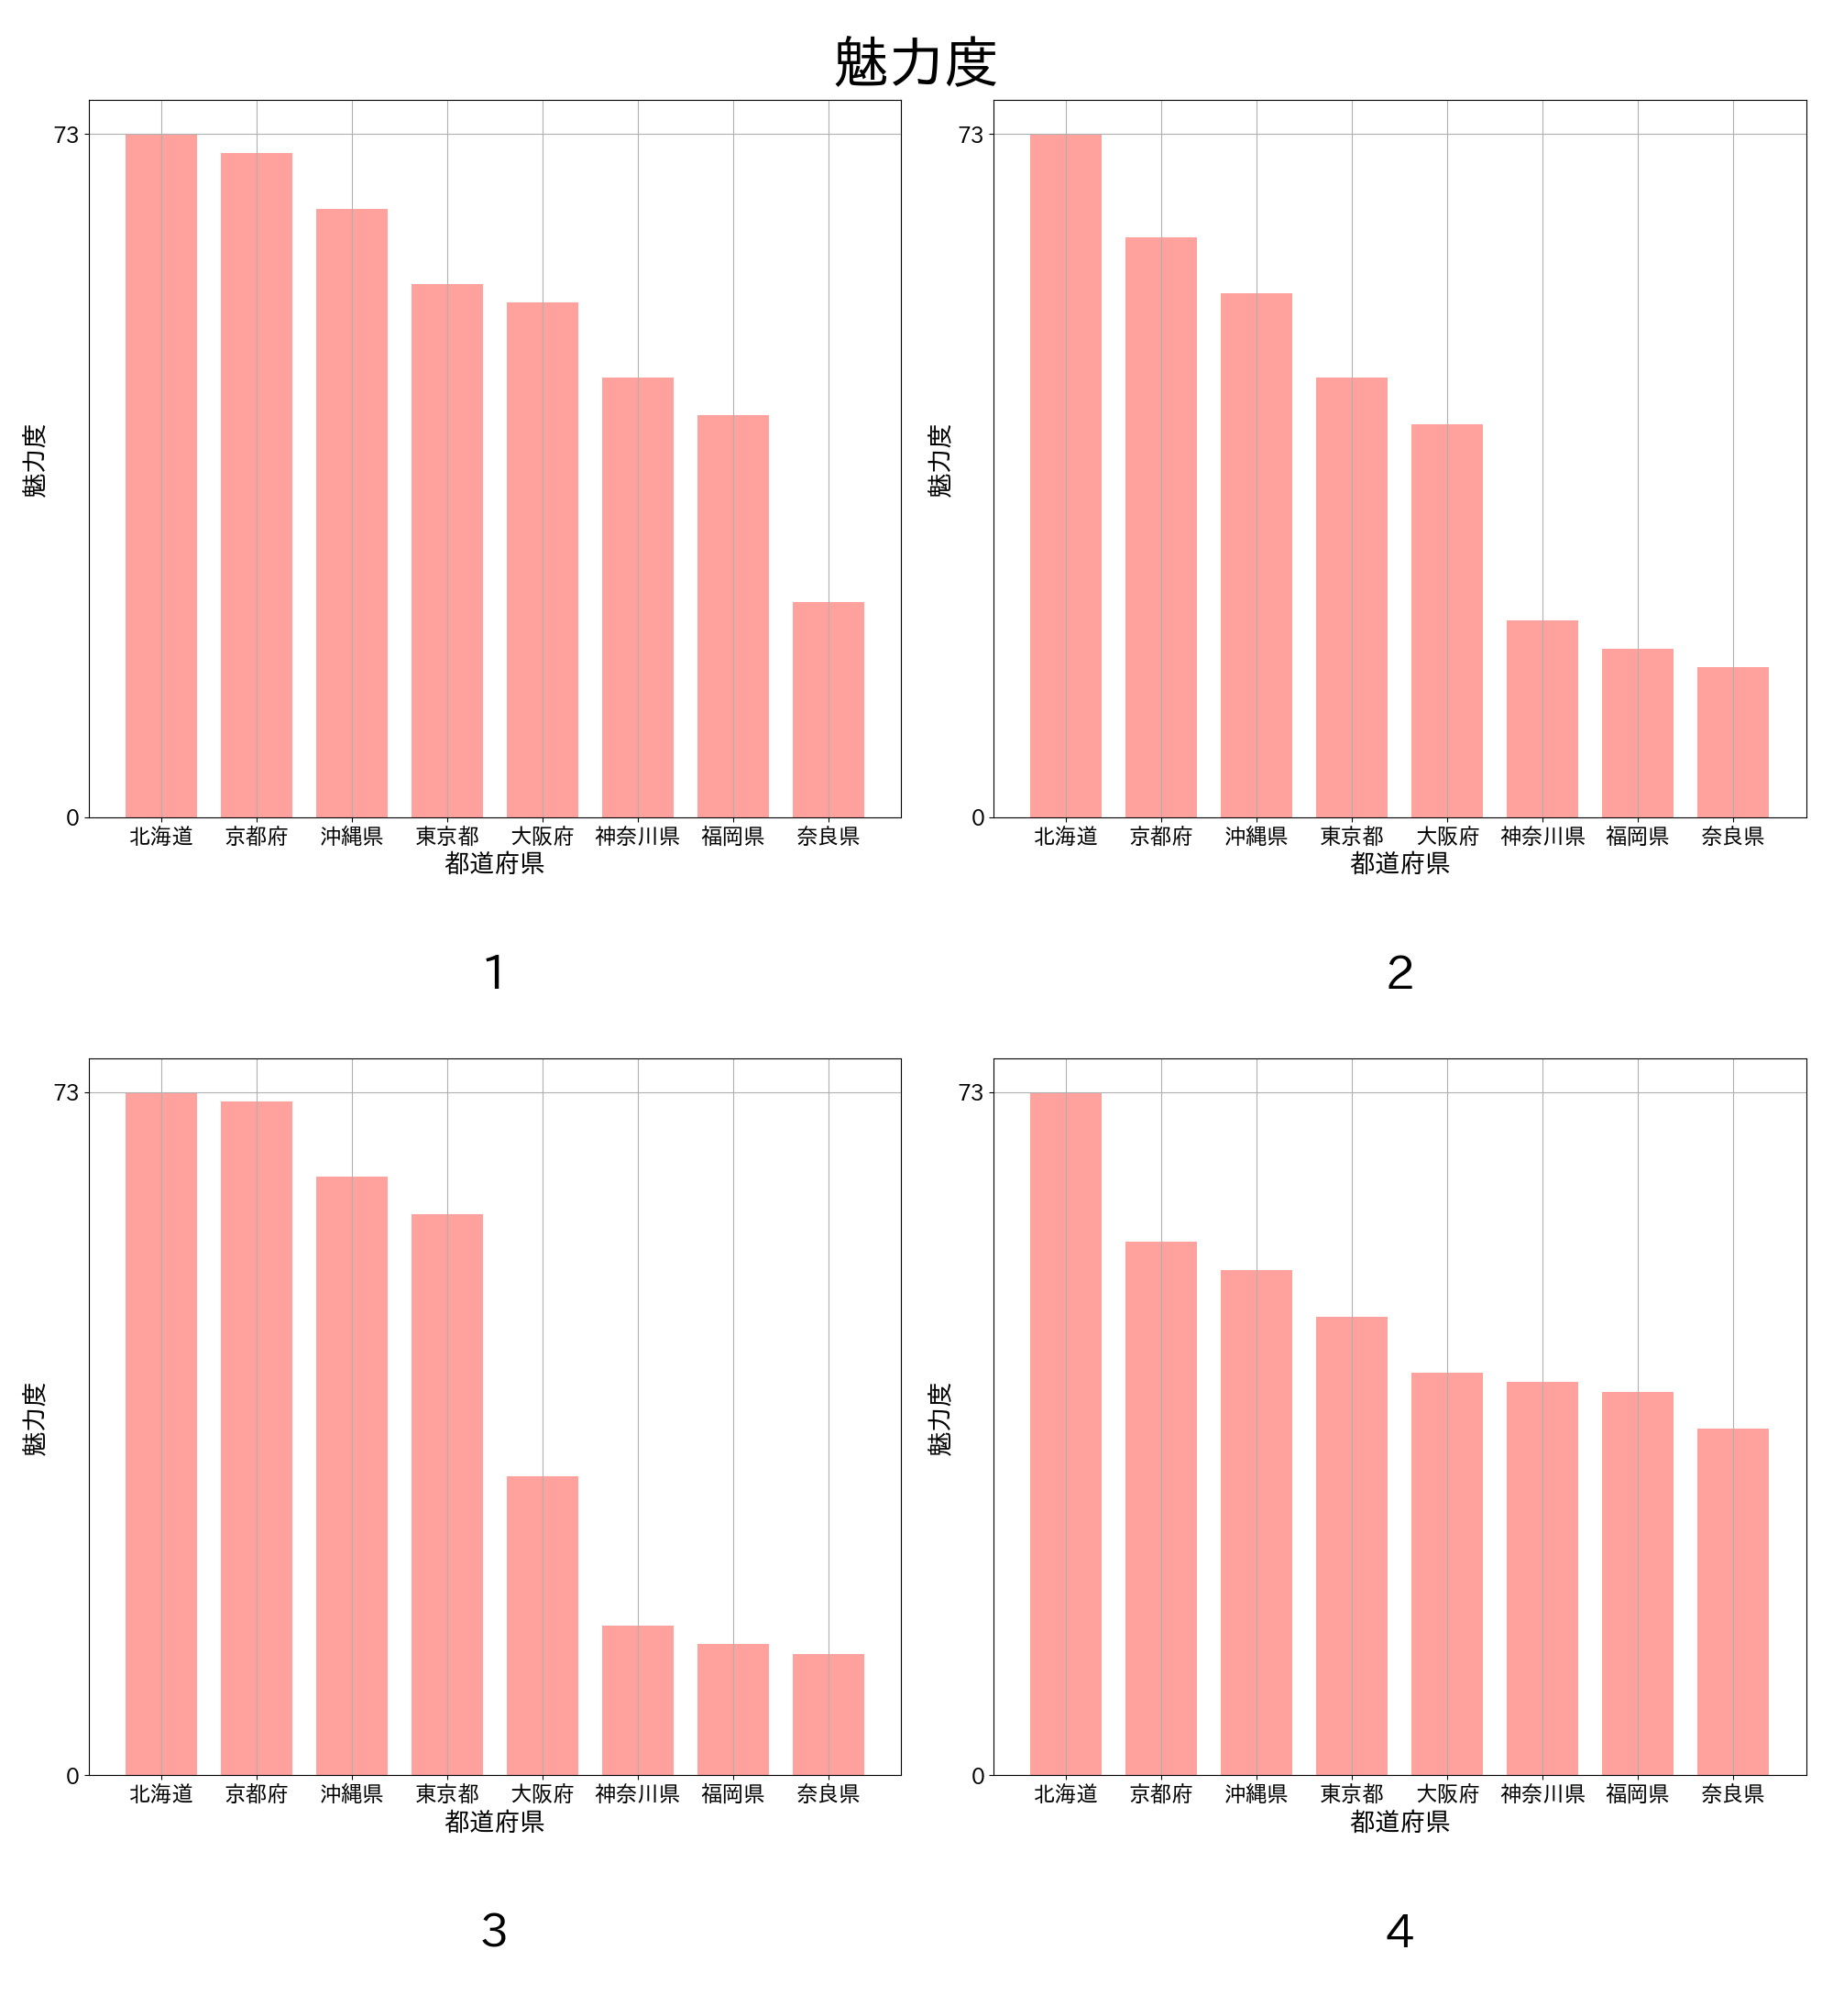 魅力度
73
0
魅力度
北海道 京都府 沖縄県 東京都 大阪府 神奈川県 福岡県 奈良県
都道府県
1
73
0
魅力度
北海道 京都府 沖縄県 東京都 大阪府 神奈川県 福岡県 奈良県
都道府県
2
73
0
魅力度
北海道 京都府 沖縄県 東京都 大阪府 神奈川県 福岡県 奈良県
都道府県
3
73
0
魅力度
北海道 京都府 沖縄県 東京都 大阪府 神奈川県 福岡県 奈良県
都道府県
4